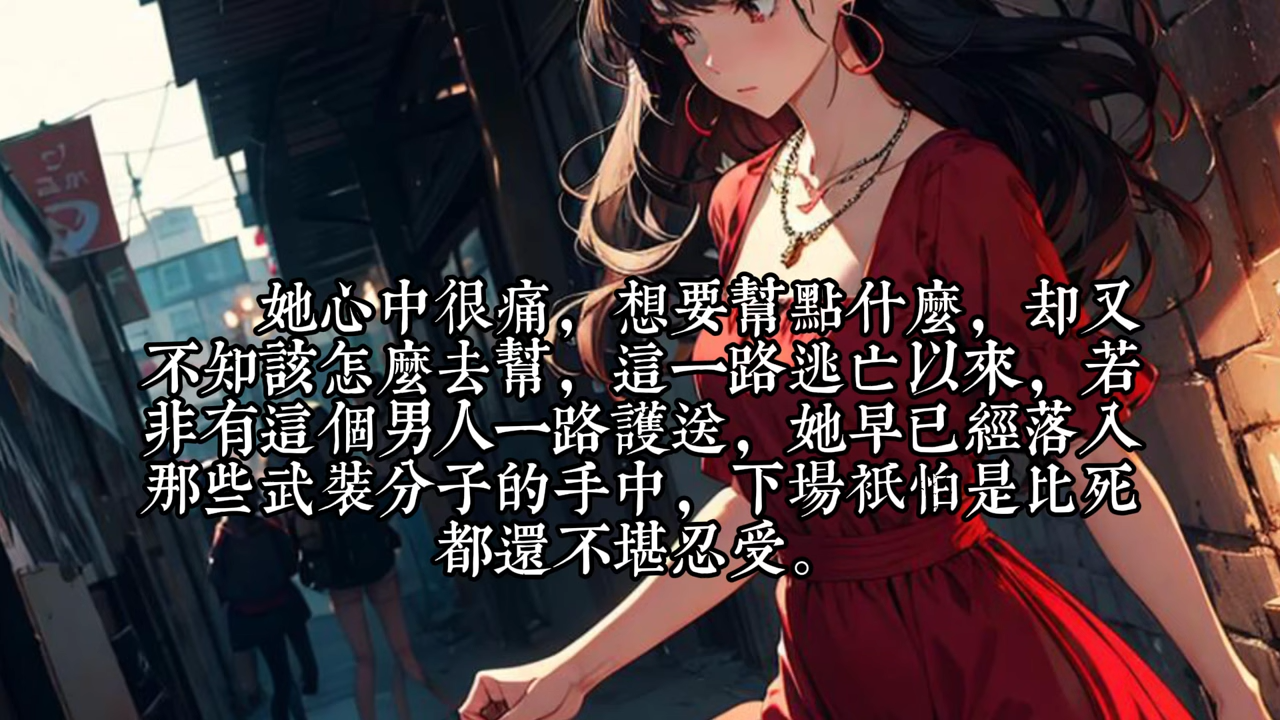 她心中很痛，想要幫點什麼，却又
不知該怎麼去幫，這一路逃亡以來，若
非有這個男人一路護送，她早已經落入
那些武裝分子的手中，下場祇怕是比死
都還不堪忍受。